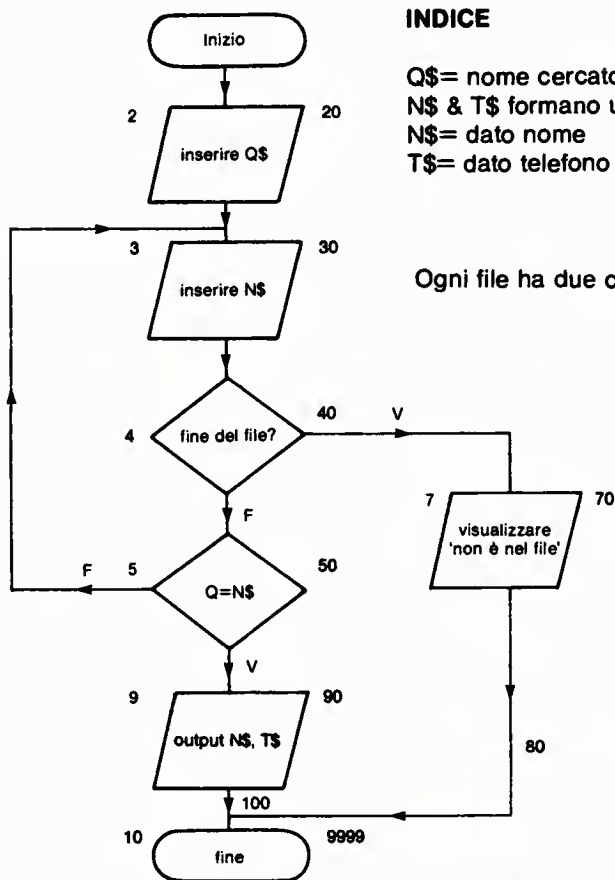 INDICE
Q$= nome cercato
N$ & T$ formano u
N$= dato nome
T$= dato telefono
Ogni file ha due c
Inizio
2
20
inserire Q$
3
30
inserire N$
4
40
V
fine del file?
F
7
70
visualizzare
'non è nel file'
F
5
50
Q=N$
V
9
90
output N$, T$
80
100
10
9999
fine